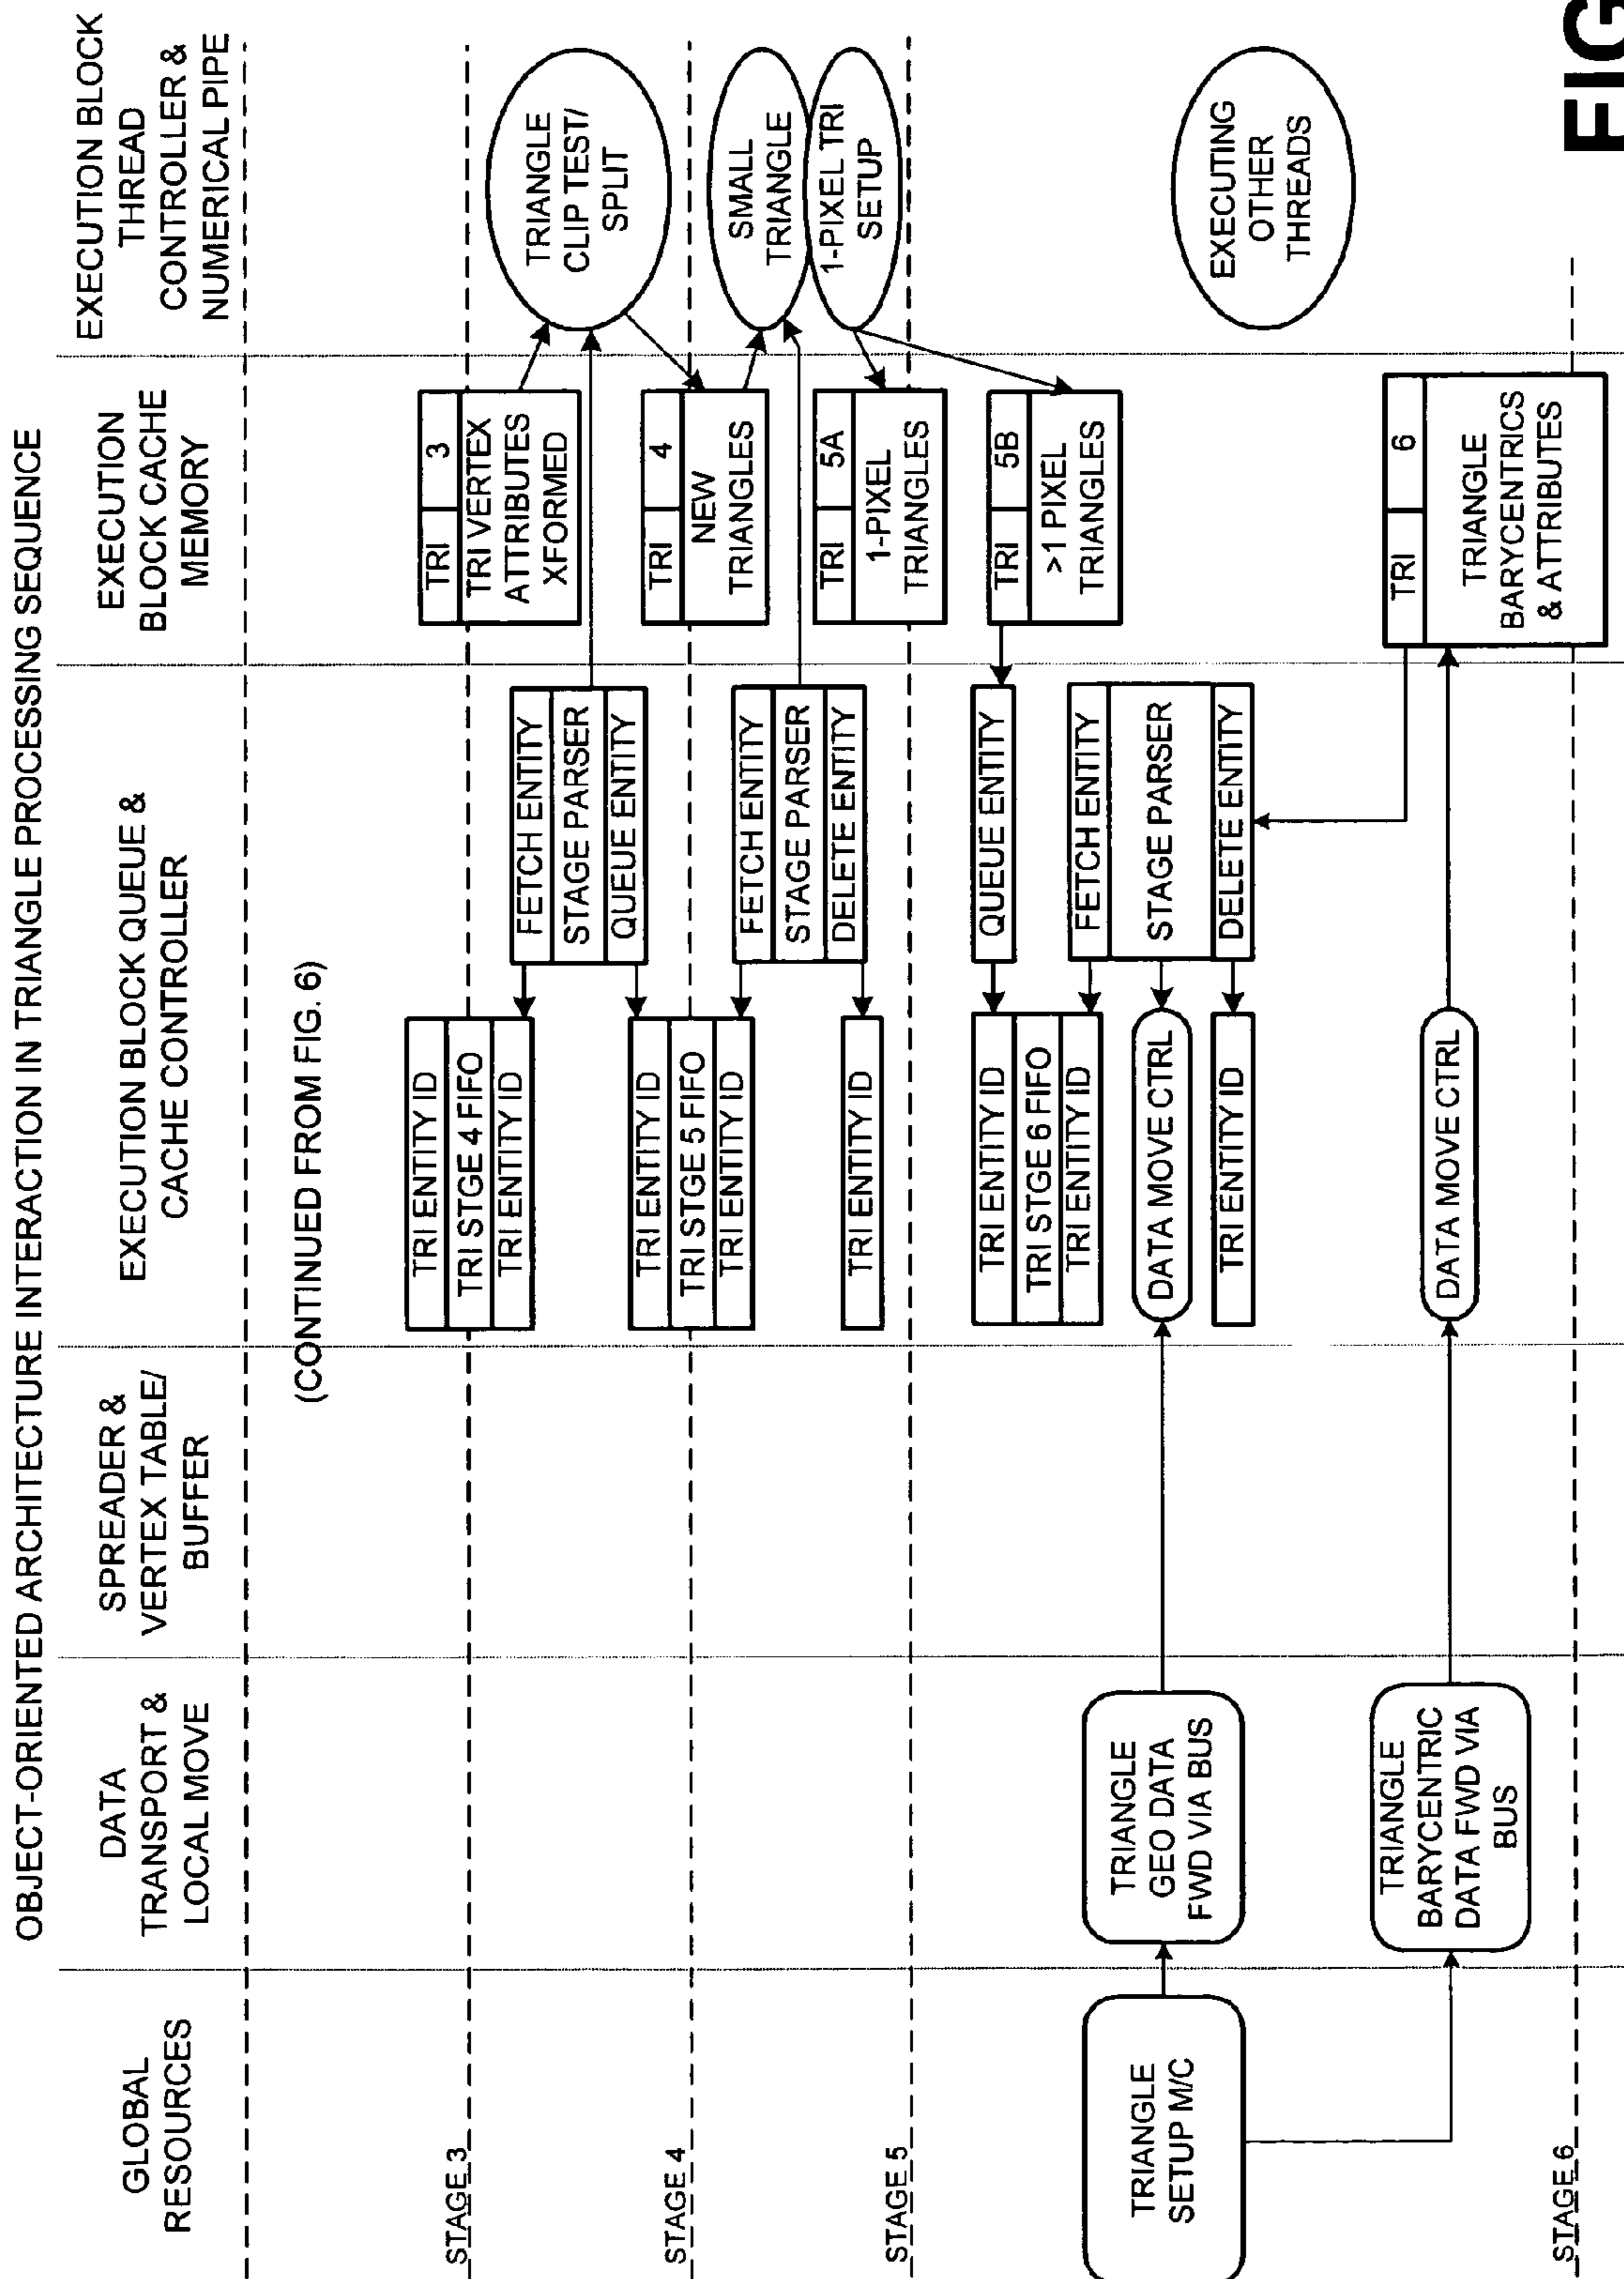 OBJECT-ORIENTED ARCHITECTURE INTERACTION IN TRIANGLE PROCESSING SEQUENCE
GLOBAL
RESOURCES
DATA
TRANSPORT &
LOCAL MOVE
SPREADER &
VERTEX TABLE/
BUFFER
EXECUTION BLOCK QUEUE &
CACHE CONTROLLER
EXECUTION
BLOCK CACHE
MEMORY
EXECUTION BLOCK
THREAD
CONTROLLER &
NUMERICAL PIPE
(CONTINUED FROM FIG. 6)
STAGE 3
TRI ENTITY ID
TRI STGE 4 FIFO
TRI ENTITY ID
FETCH ENTITY
STAGE PARSER
QUEUE ENTITY
TRI 3
TRI VERTEX
ATTRIBUTES
XFORMED
TRIANGLE
CLIP TEST/
SPLIT
STAGE 4
TRI ENTITY ID
TRI STGE 5 FIFO
TRI ENTITY ID
FETCH ENTITY
STAGE PARSER
DELETE ENTITY
TRI ENTITY ID
TRI 4
NEW
TRIANGLES
SMALL
TRIANGLE
1-PIXEL TRI
SETUP
TRI 5A
1-PIXEL
TRIANGLES
STAGE 5
TRI 5B
>1 PIXEL
TRIANGLES
QUEUE ENTITY
TRI ENTITY ID
TRI STGE 6 FIFO
TRI ENTITY ID
FETCH ENTITY
STAGE PARSER
DELETE ENTITY
DATA MOVE CTRL
TRI ENTITY ID
TRIANGLE
SETUP M/C
TRIANGLE
GEO DATA
FWD VIA BUS
EXECUTING
OTHER
THREADS
TRIANGLE
BARYCENTRIC
DATA FWD VIA
BUS
DATA MOVE CTRL
TRI 6
TRIANGLE
BARYCENTRICS
& ATTRIBUTES
STAGE 6
FIG